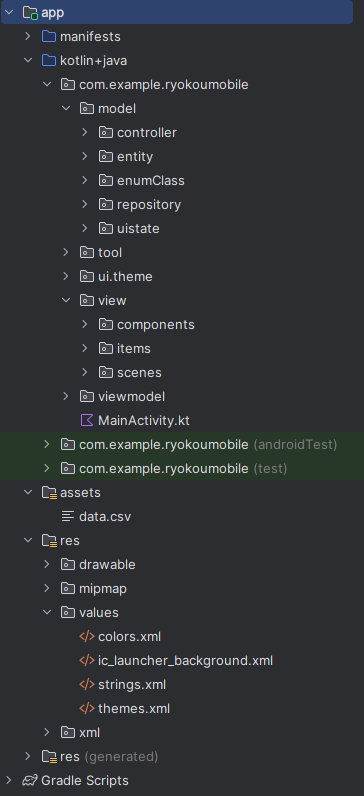 app
manifests
kotlin+java
com.example.ryokoumobile
model
controller
entity
enumClass
repository
uistate
tool
ui.theme
view
components
items
scenes
viewmodel
MainActivity.kt
com.example.ryokoumobile (androidTest)
com.example.ryokoumobile (test)
assets
data.csv
res
drawable
mipmap
values
colors.xml
ic_launcher_background.xml
strings.xml
themes.xml
xml
res (generated)
Gradle Scripts